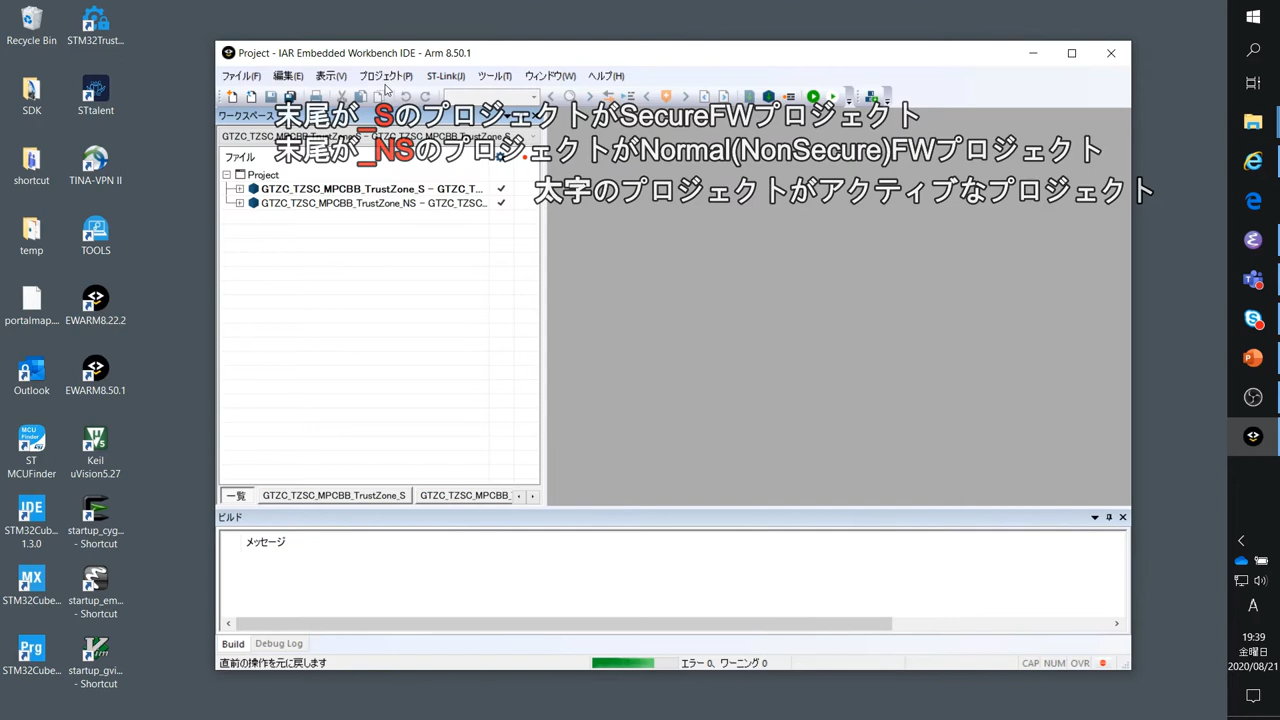 Recycle Bin
STM32Trust...
SDK
STtalent
shortcut
TINA-VPN II
temp
TOOLS
portalmap....
EWARM8.22.2
Outlook
EWARM8.50.1
ST MCUFinder
Keil uVision5.27
STM32Cub... 1.3.0
startup_cyg... - Shortcut
STM32Cube...
startup_em... - Shortcut
STM32Cube...
startup_gvi... - Shortcut
Project - IAR Embedded Workbench IDE - Arm 8.50.1
ファイル(F) 編集(E) 表示(V) プロジェクト(P) ST-Link(J) ツール(T) ウィンドウ(W) ヘルプ(H)
末尾が_SのプロジェクトがSecureFWプロジェクト
末尾が_NSのプロジェクトがNormal(NonSecure)FWプロジェクト
太字のプロジェクトがアクティブなプロジェクト
ワークスペース
GTZC_TZSC_MPCBB_TrustZone_S - GTZC_TZSC_MPCBB_TrustZone_S
ファイル
Project
GTZC_TZSC_MPCBB_TrustZone_S - GTZC_T...
GTZC_TZSC_MPCBB_TrustZone_NS - GTZC_TZSC...
一覧 GTZC_TZSC_MPCBB_TrustZone_S GTZC_TZSC_MPCBB_
ビルド
メッセージ
Build Debug Log
直前の操作を元に戻します エラー 0、ワーニング 0 CAP NUM OVR
A
19:39
金曜日
2020/08/21